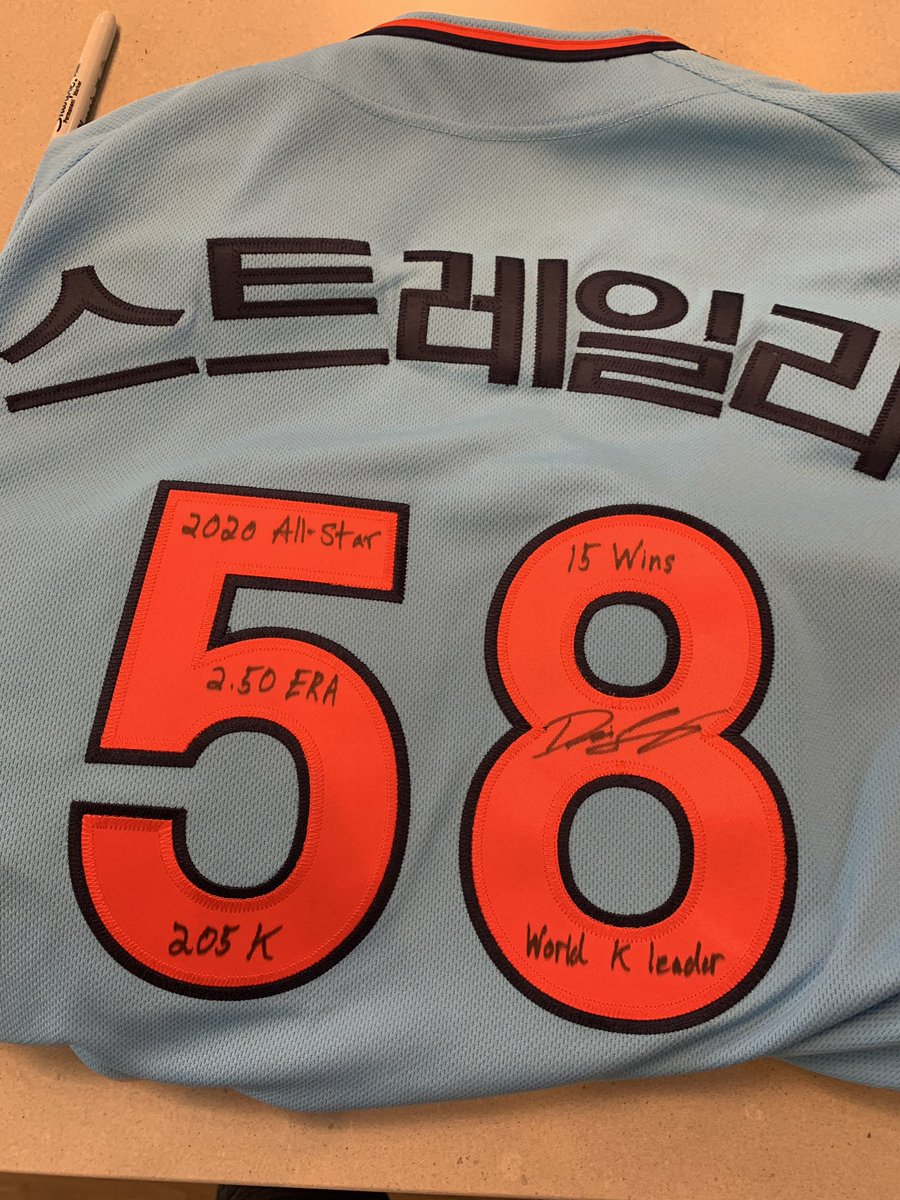 스트레일리
58
2020 All-Star
15 Wins
2.50 ERA
205 K
World K leader